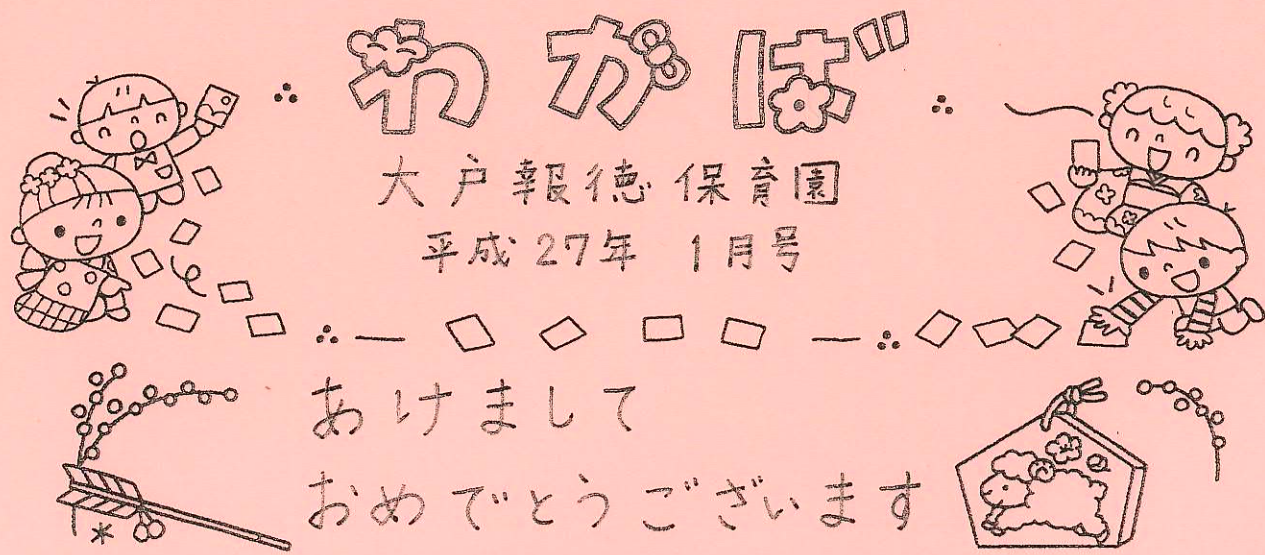 わかば
大戸報徳保育園
平成27年 1月号
あけまして
おめでとうございます